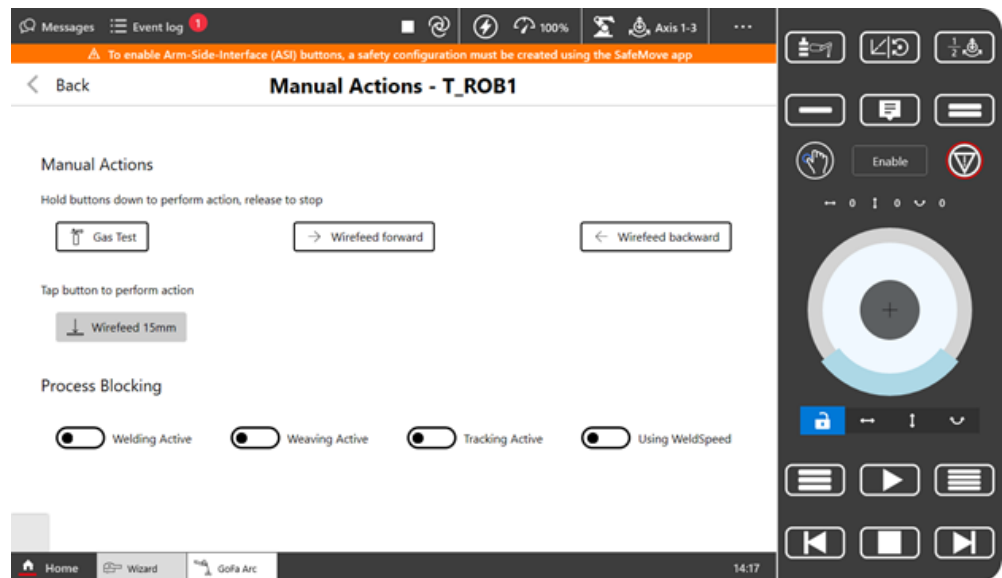 Messages Event log 1 100% Axis 1-3 ...
To enable Arm-Side-Interface (ASI) buttons, a safety configuration must be created using the SafeMove app
Back Manual Actions - T_ROB1
Manual Actions
Hold buttons down to perform action, release to stop
Gas Test Wirefeed forward Wirefeed backward
Tap button to perform action
Wirefeed 15mm
Process Blocking
Welding Active Weaving Active Tracking Active Using WeldSpeed
Home Wizard GoFa Arc 14:17
1/2
Enable
0 0 0